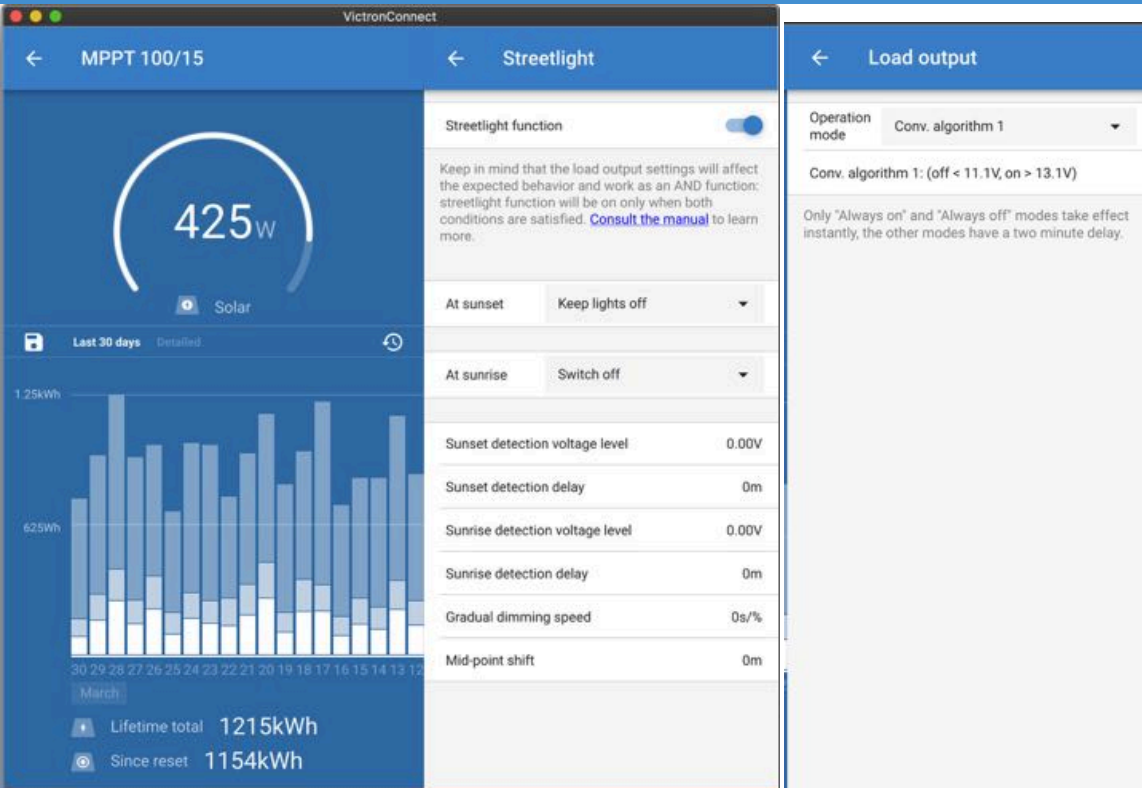 VictronConnect
MPPT 100/15
425W
Solar
Last 30 days Detailed
1.25kWh
625Wh
30 29 28 27 26 25 24 23 22 21 20 19 18 17 16 15 14 13 12
March
Lifetime total 1215kWh
Since reset 1154kWh
Streetlight
Streetlight function
Keep in mind that the load output settings will affect
the expected behavior and work as an AND function:
streetlight function will be on only when both
conditions are satisfied. Consult the manual to learn
more.
At sunset Keep lights off
At sunrise Switch off
Sunset detection voltage level 0.00V
Sunset detection delay 0m
Sunrise detection voltage level 0.00V
Sunrise detection delay 0m
Gradual dimming speed 0s/%
Mid-point shift 0m
Load output
Operation
mode Conv. algorithm 1
Conv. algorithm 1: (off < 11.1V, on > 13.1V)
Only "Always on" and "Always off" modes take effect
instantly, the other modes have a two minute delay.